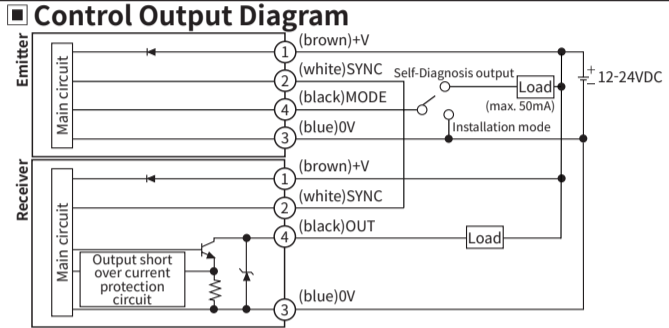 Control Output Diagram
Emitter
Main circuit
1 (brown)+V
2 (white)SYNC
4 (black)MODE
3 (blue)0V
Self-Diagnosis output
Load
(max. 50mA)
Installation mode
+
-
12-24VDC
Receiver
Main circuit
Output short
over current
protection
circuit
1 (brown)+V
2 (white)SYNC
4 (black)OUT
Load
3 (blue)0V